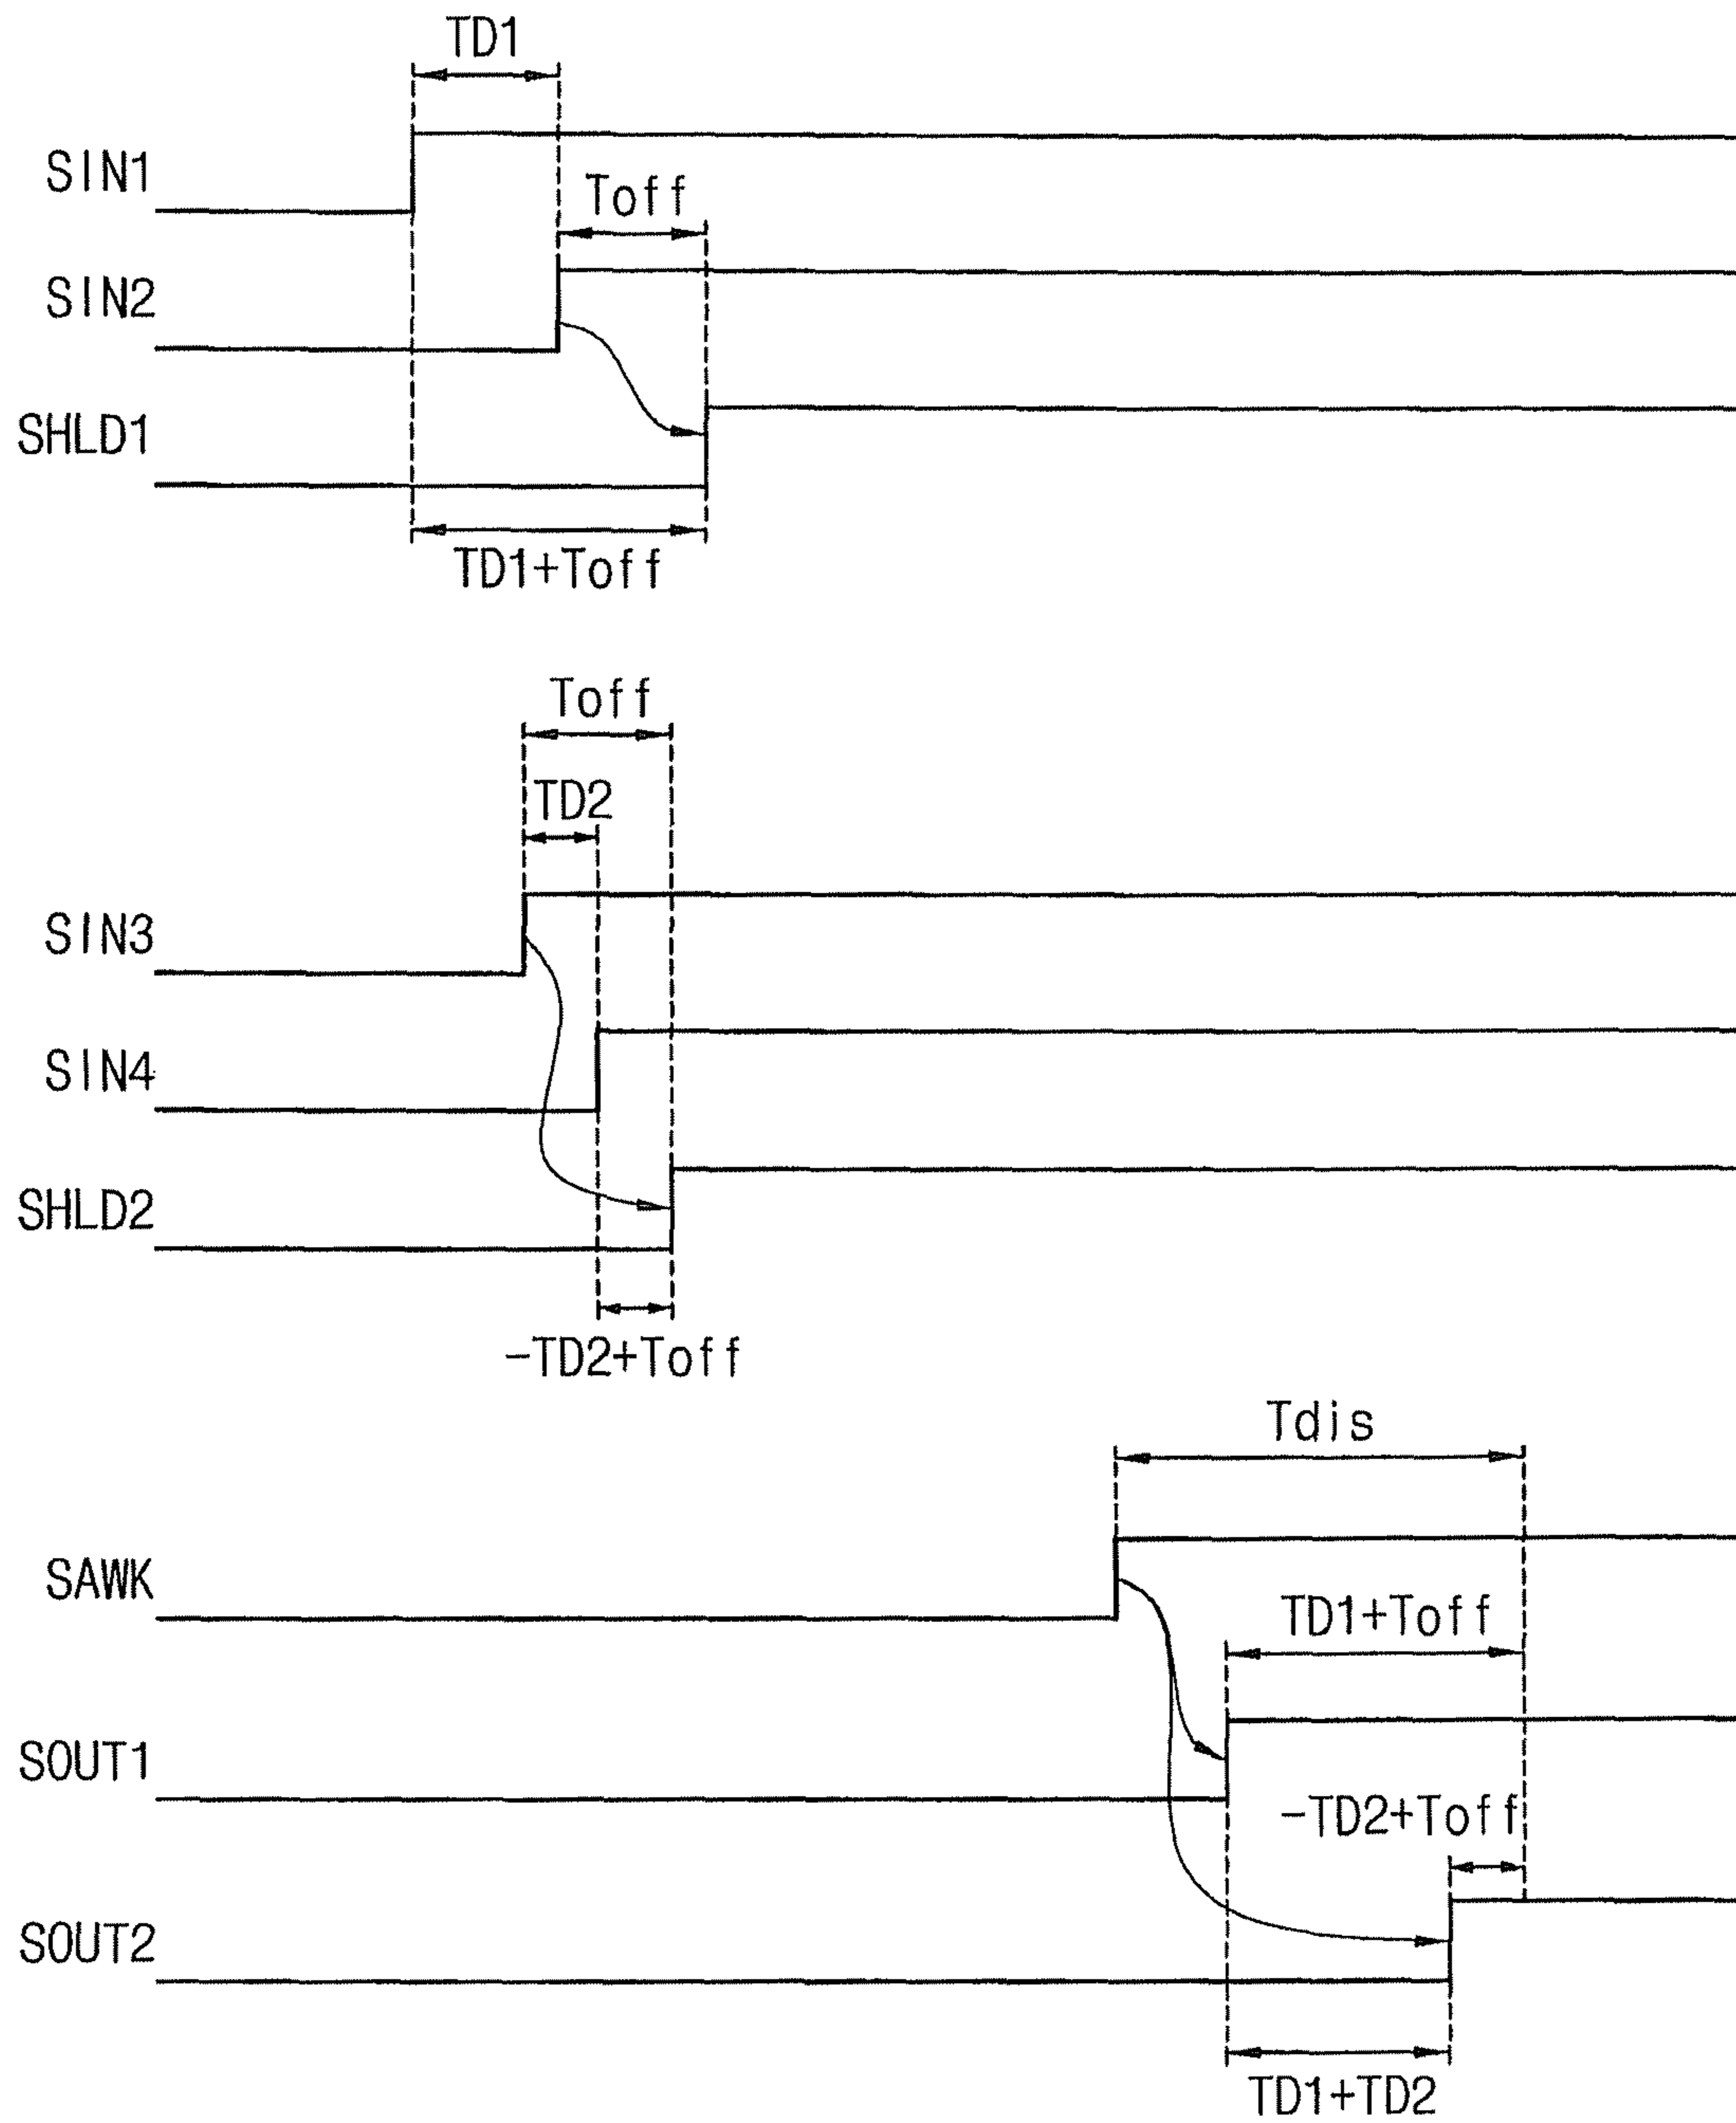 TD1
SIN1
Toff
SIN2
SHLD1
TD1+Toff
Toff
TD2
SIN3
SIN4
SHLD2
-TD2+Toff
Tdis
SAWK
TD1+Toff
SOUT1
-TD2+Toff
SOUT2
TD1+TD2